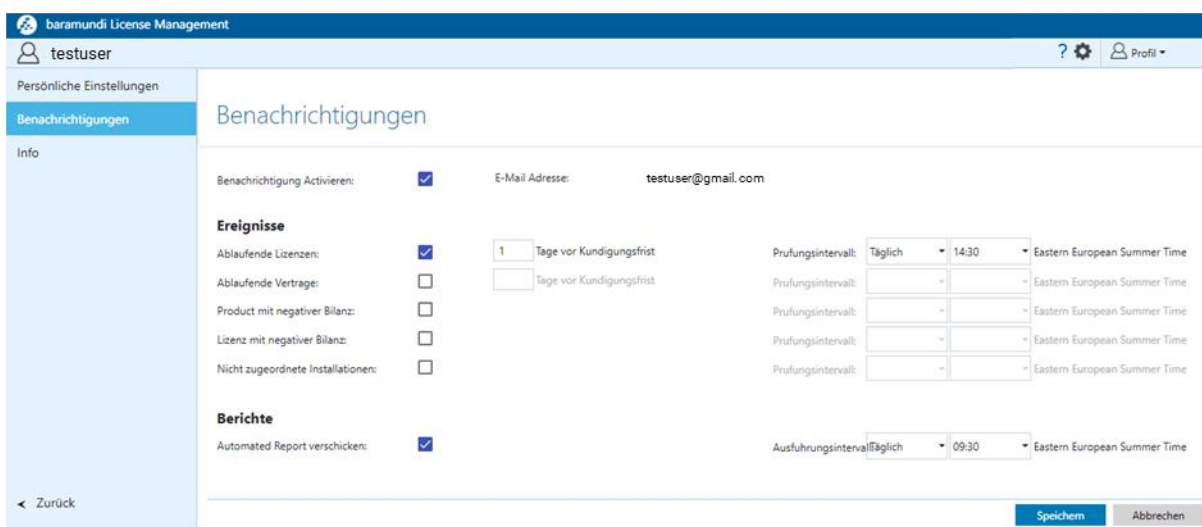 baramundi License Management
testuser ? Profil
Persönliche Einstellungen
Benachrichtigungen
Info
Benachrichtigungen
Benachrichtigung Activieren: E-Mail Adresse: testuser@gmail.com
Ereignisse
Ablaufende Lizenzen: 1 Tage vor Kundigungsfrist Prufungsintervall: Täglich 14:30 Eastern European Summer Time
Ablaufende Vertrage: Tage vor Kundigungsfrist Prufungsintervall: Eastern European Summer Time
Product mit negativer Bilanz: Prufungsintervall: Eastern European Summer Time
Lizenz mit negativer Bilanz: Prufungsintervall: Eastern European Summer Time
Nicht zugeordnete Installationen: Prufungsintervall: Eastern European Summer Time
Berichte
Automated Report verschicken: Ausfuhrungsintervall Täglich 09:30 Eastern European Summer Time
< Zurück
Speichern Abbrechen